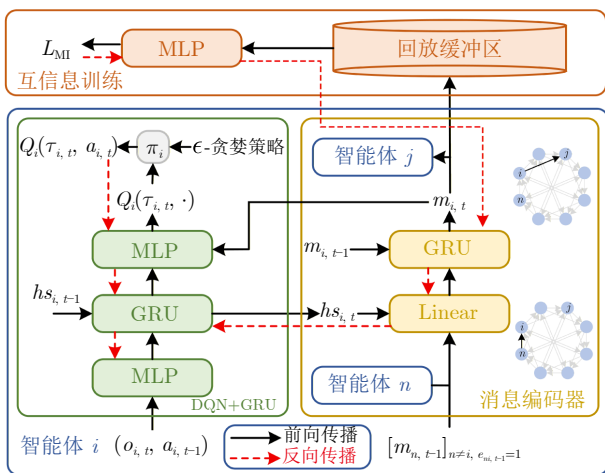 L_MI
MLP
回放缓冲区
互信息训练
Q_i(τ_{i, t}, a_{i, t})
π_i
ϵ-贪婪策略
智能体 j
i
j
n
Q_i(τ_{i, t}, ·)
m_{i, t}
MLP
m_{i, t-1}
GRU
hs_{i, t-1}
GRU
hs_{i, t}
Linear
j
i
n
MLP
智能体 n
DQN+GRU
消息编码器
智能体 i
(o_{i, t}, a_{i, t-1})
前向传播
反向传播
[m_{n, t-1}]_{n≠i, e_{ni, t-1}=1}